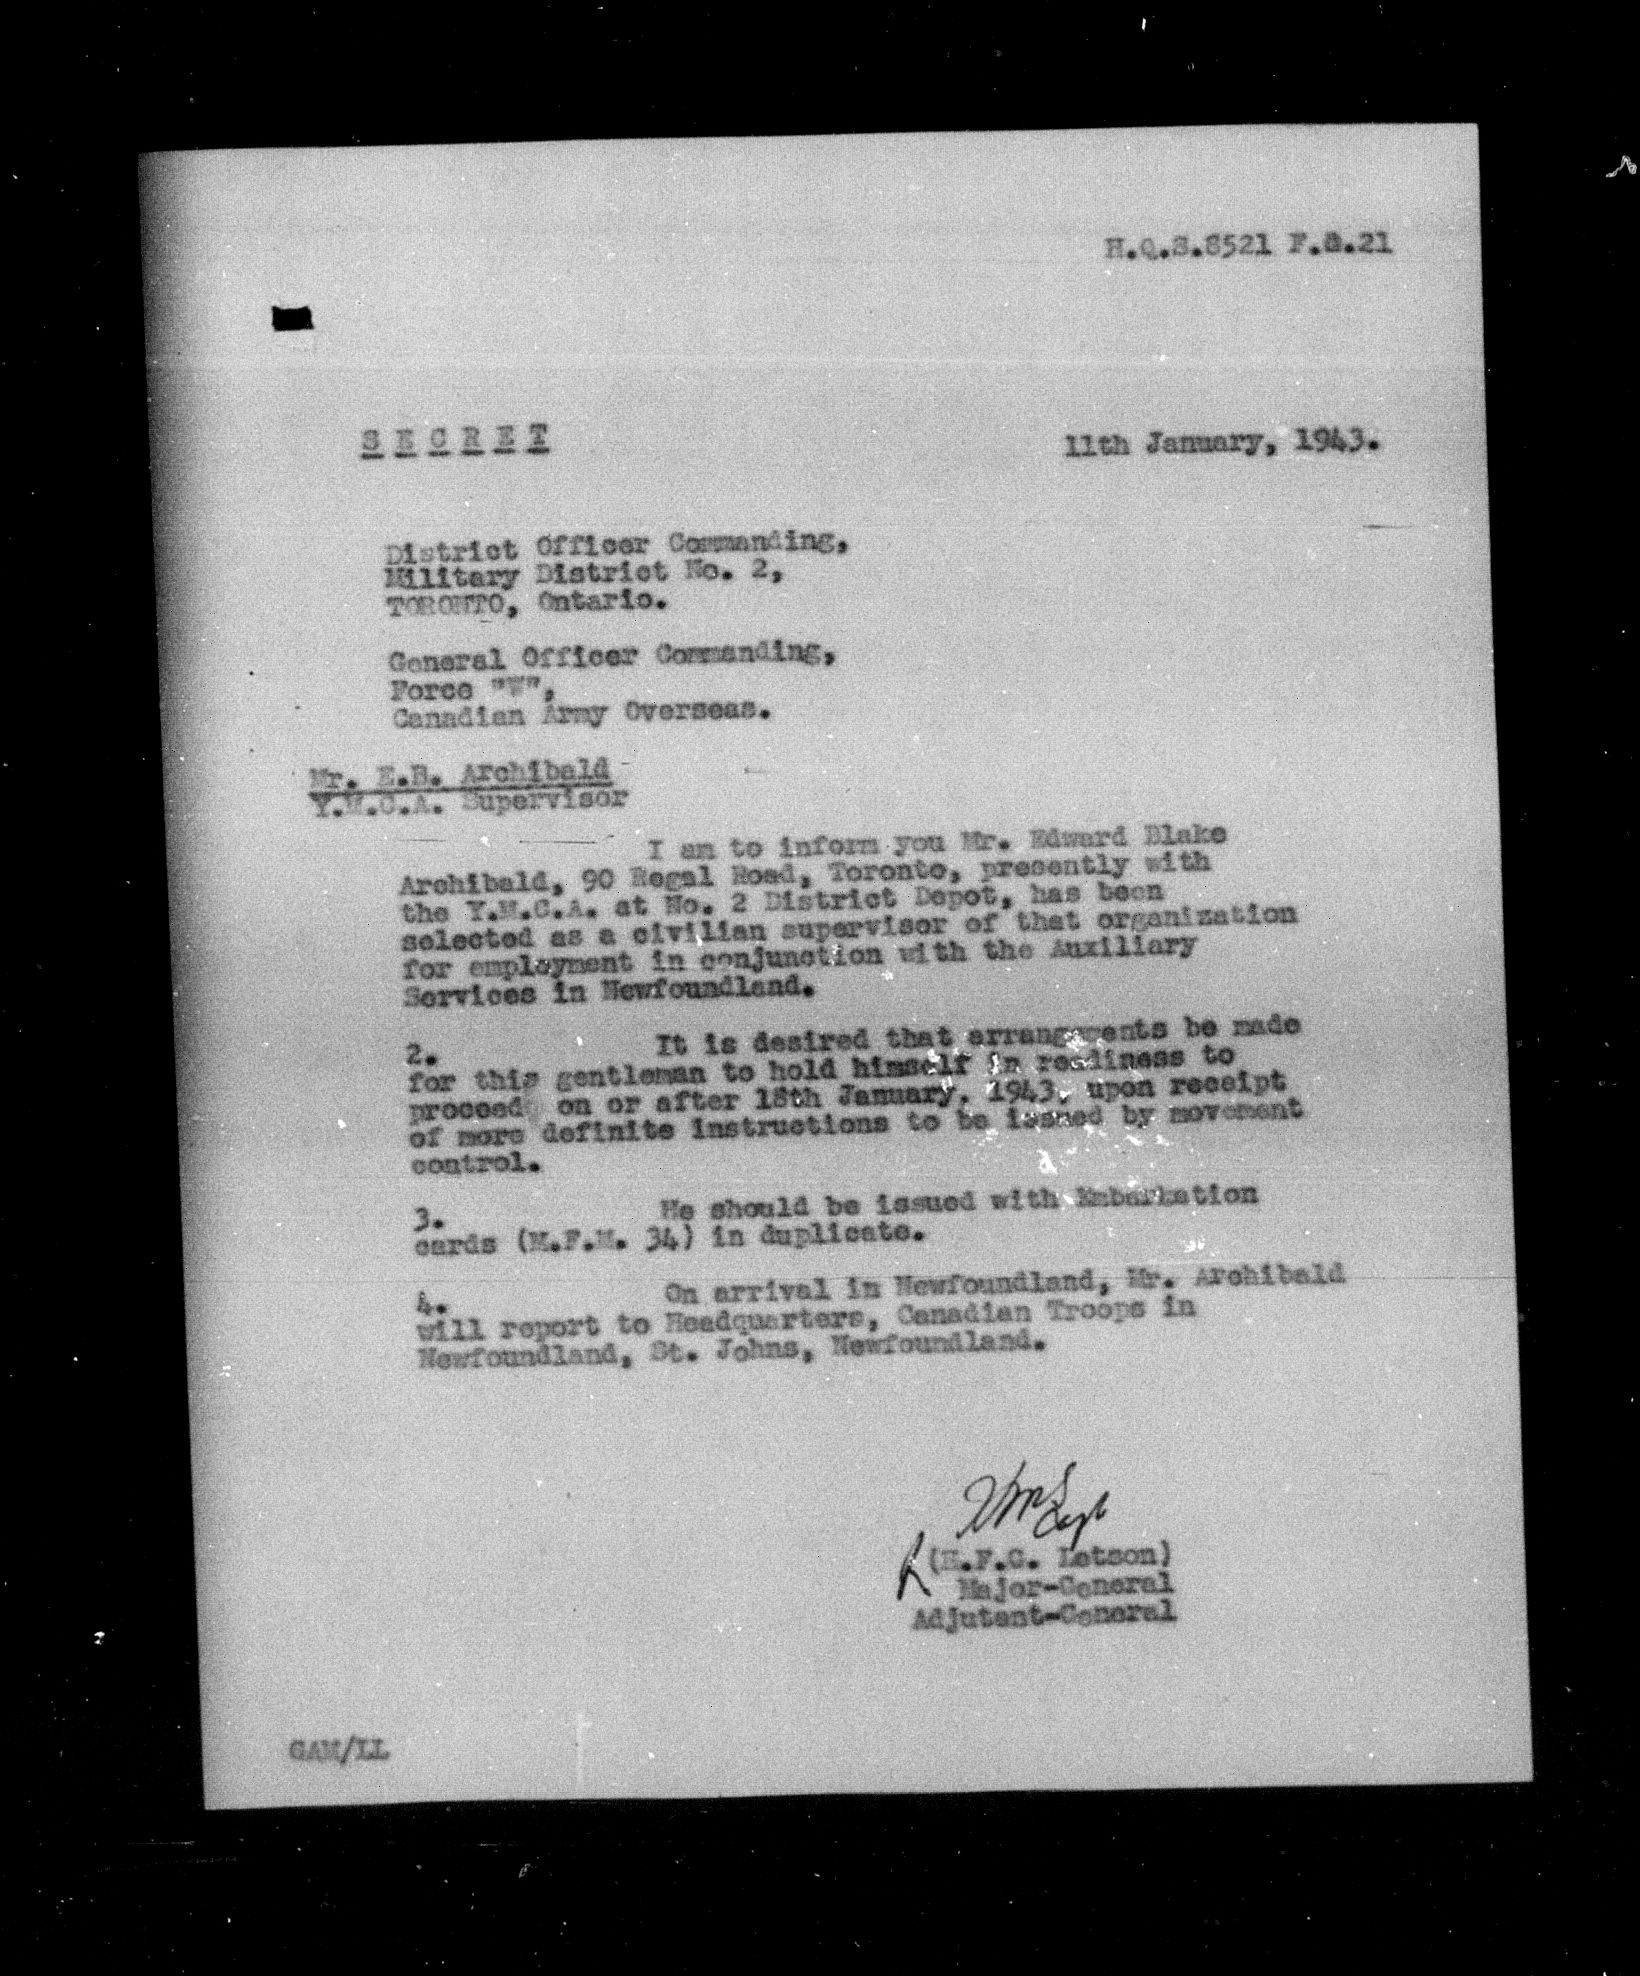 H.Q.S.8521 F.D.21
S E C R E T
11th January, 1943.
District Officer Commanding,
Military District No. 2,
TORONTO, Ontario.
General Officer Commanding,
Force "W",
Canadian Army Overseas.
Mr. E.B. Archibald
Y.M.C.A. Supervisor
I am to inform you Mr. Edward Blake
Archibald, 90 Regal Road, Toronto, presently with
the Y.M.C.A. at No. 2 District Depot, has been
selected as a civilian supervisor of that organization
for employment in conjunction with the Auxiliary
Services in Newfoundland.
2. It is desired that arrangements be made
for this gentleman to hold himself in readiness to
proceed on or after 18th January, 1943, upon receipt
of more definite instructions to be issued by movement
control.
3. He should be issued with Embarkation
cards (M.F.M. 34) in duplicate.
4. On arrival in Newfoundland, Mr. Archibald
will report to Headquarters, Canadian Troops in
Newfoundland, St. Johns, Newfoundland.
Capt
(H.F.G. Letson)
Major-General
Adjutant-General
GAM/LL